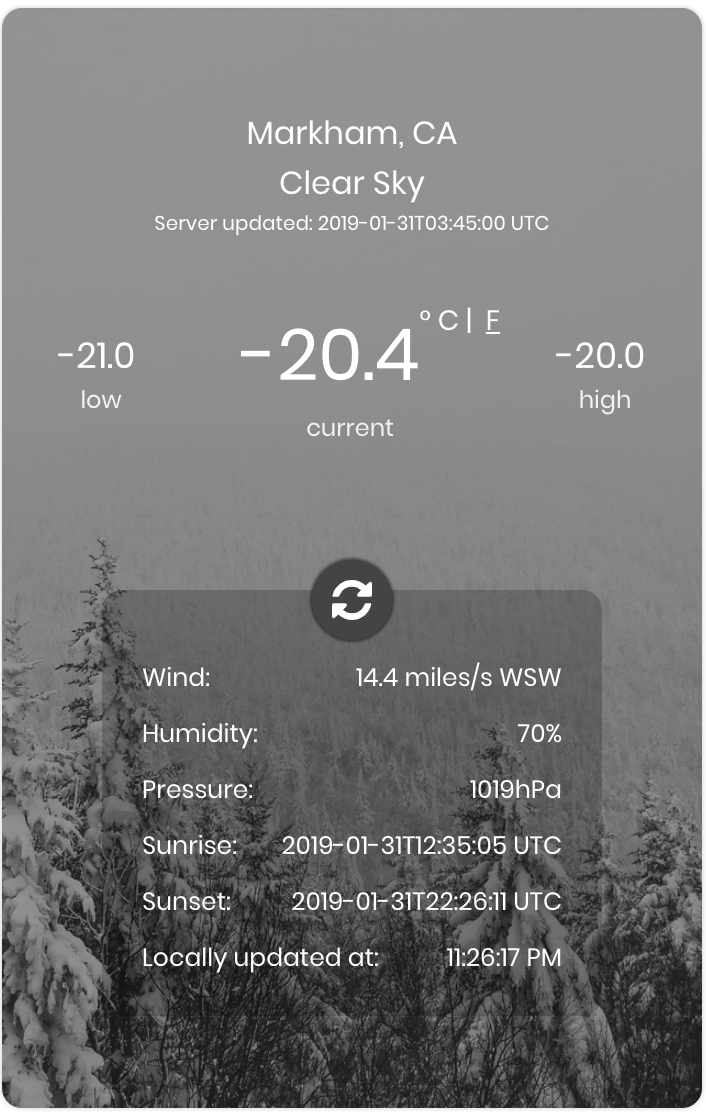 Markham, CA
Clear Sky
Server updated: 2019-01-31T03:45:00 UTC
-21.0
low
-20.4 ° C | F
current
-20.0
high
Wind: 14.4 miles/s WSW
Humidity: 70%
Pressure: 1019hPa
Sunrise: 2019-01-31T12:35:05 UTC
Sunset: 2019-01-31T22:26:11 UTC
Locally updated at: 11:26:17 PM